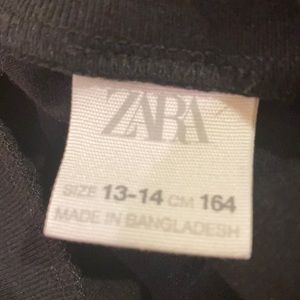 ZARA
SIZE 13-14 CM 164
MADE IN BANGLADESH